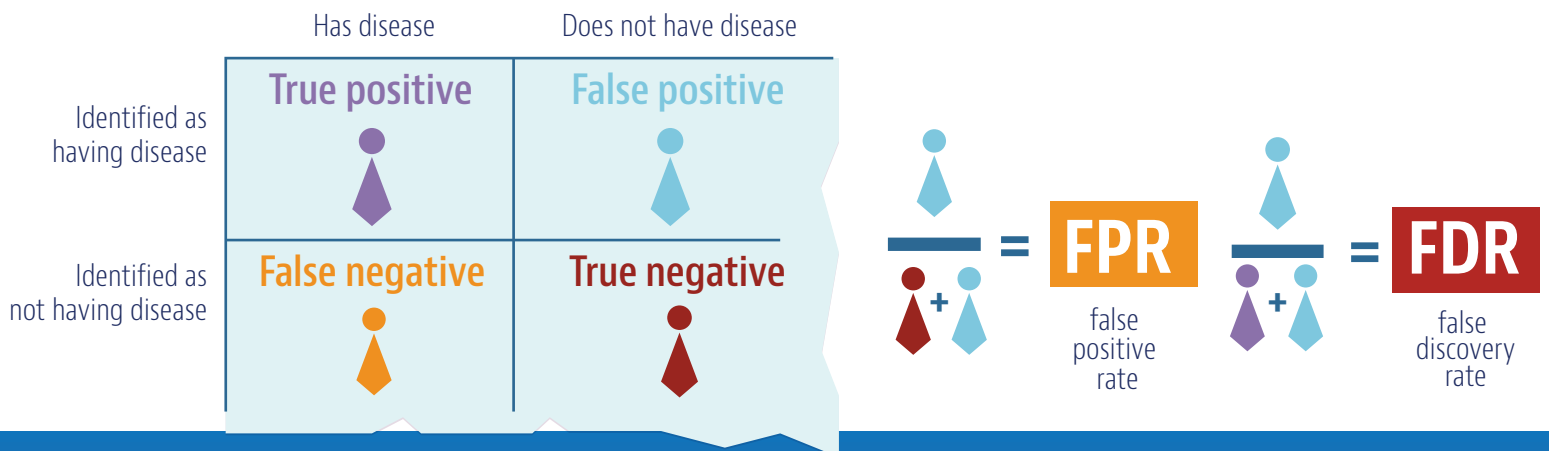 Has disease
Does not have disease
Identified as
having disease
True positive
False positive
Identified as
not having disease
False negative
True negative
+
=
FPR
false
positive
rate
+
=
FDR
false
discovery
rate